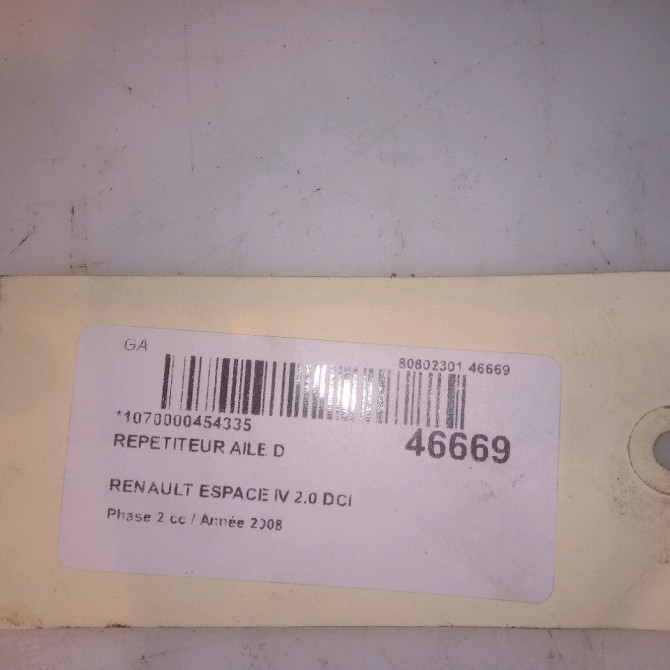 GA
80802301 46669
*1070000454335
REPETITEUR AILE D
46669
RENAULT ESPACE IV 2.0 DCI
Phase 2 cc / Année 2008